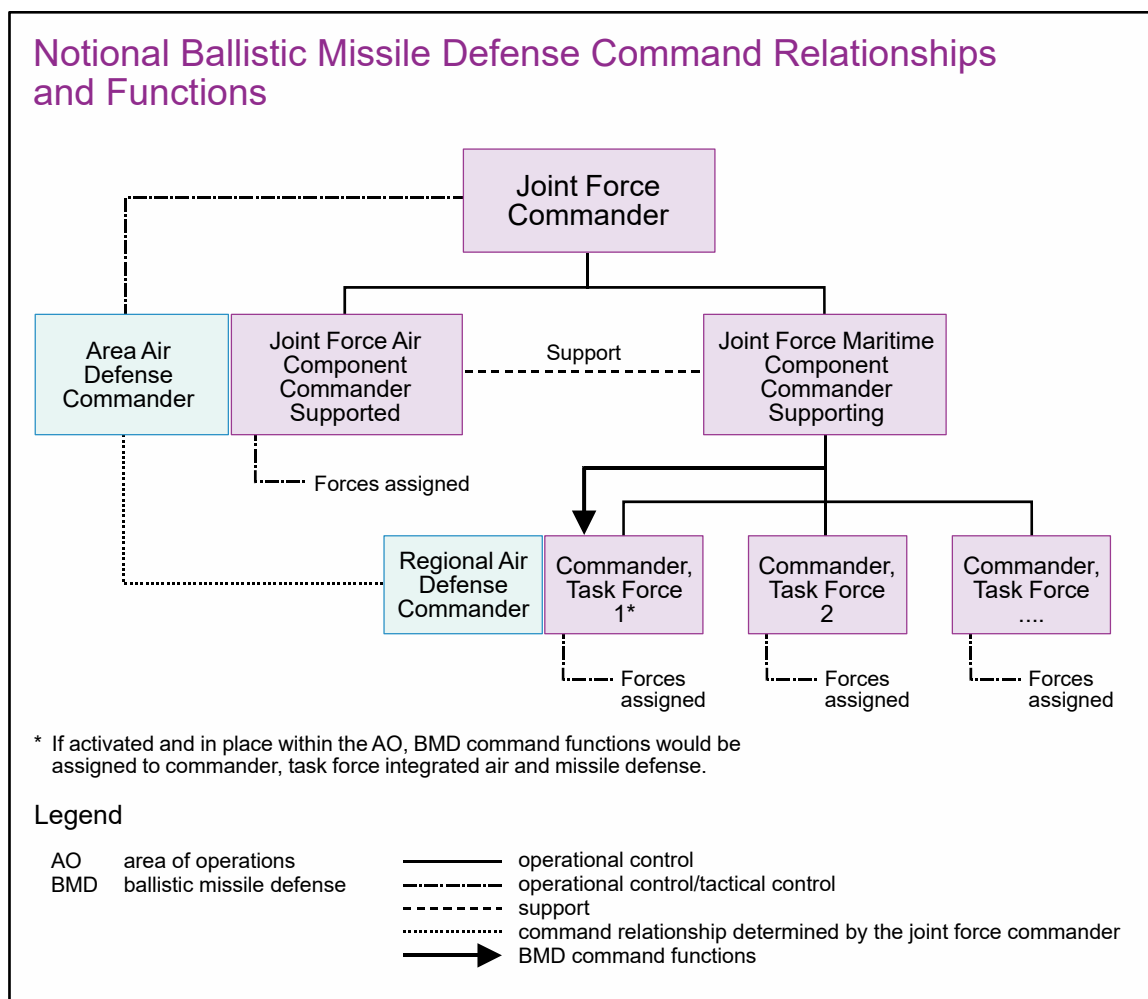 Notional Ballistic Missile Defense Command Relationships
and Functions
Joint Force
Commander
Area Air
Defense
Commander
Joint Force Air
Component
Commander
Supported
Support
Joint Force Maritime
Component
Commander
Supporting
Forces assigned
Regional Air
Defense
Commander
Commander,
Task Force
1*
Commander,
Task Force
2
Commander,
Task Force
....
Forces
assigned
Forces
assigned
Forces
assigned
* If activated and in place within the AO, BMD command functions would be
assigned to commander, task force integrated air and missile defense.
Legend
AO area of operations
BMD ballistic missile defense
operational control
operational control/tactical control
support
command relationship determined by the joint force commander
BMD command functions